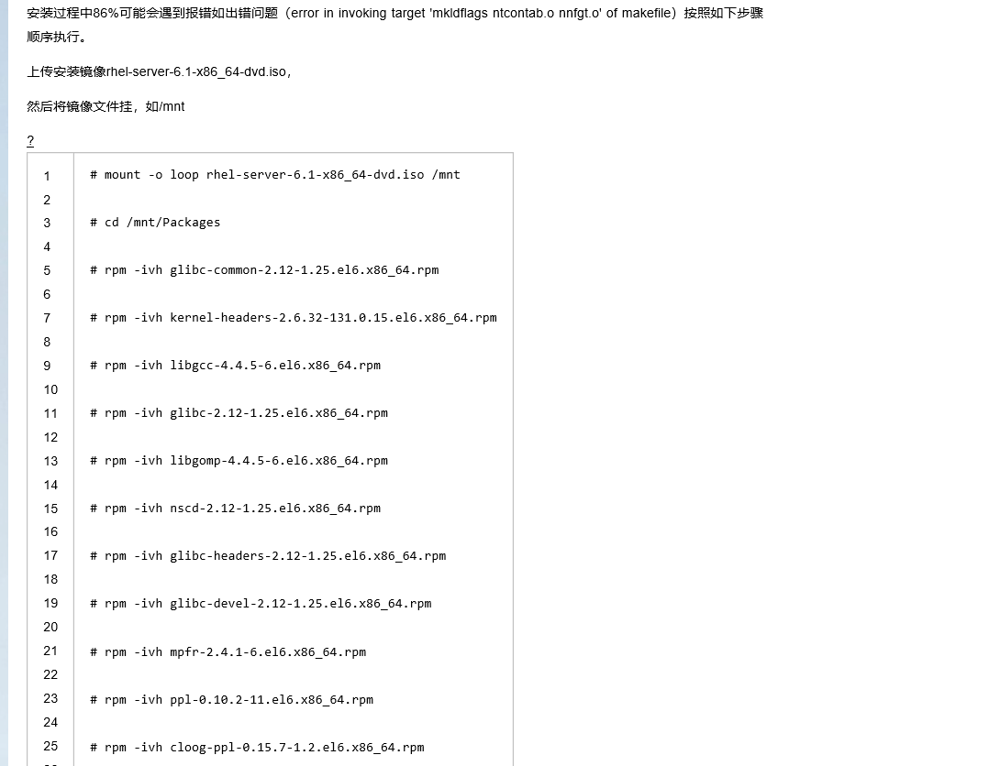 安装过程中86%可能会遇到报错如出错问题（error in invoking target 'mkldflags ntcontab.o nnfgt.o' of makefile）按照如下步骤
顺序执行。
上传安装镜像rhel-server-6.1-x86_64-dvd.iso，
然后将镜像文件挂，如/mnt
?
1 # mount -o loop rhel-server-6.1-x86_64-dvd.iso /mnt
2
3 # cd /mnt/Packages
4
5 # rpm -ivh glibc-common-2.12-1.25.el6.x86_64.rpm
6
7 # rpm -ivh kernel-headers-2.6.32-131.0.15.el6.x86_64.rpm
8
9 # rpm -ivh libgcc-4.4.5-6.el6.x86_64.rpm
10
11 # rpm -ivh glibc-2.12-1.25.el6.x86_64.rpm
12
13 # rpm -ivh libgomp-4.4.5-6.el6.x86_64.rpm
14
15 # rpm -ivh nscd-2.12-1.25.el6.x86_64.rpm
16
17 # rpm -ivh glibc-headers-2.12-1.25.el6.x86_64.rpm
18
19 # rpm -ivh glibc-devel-2.12-1.25.el6.x86_64.rpm
20
21 # rpm -ivh mpfr-2.4.1-6.el6.x86_64.rpm
22
23 # rpm -ivh ppl-0.10.2-11.el6.x86_64.rpm
24
25 # rpm -ivh cloog-ppl-0.15.7-1.2.el6.x86_64.rpm